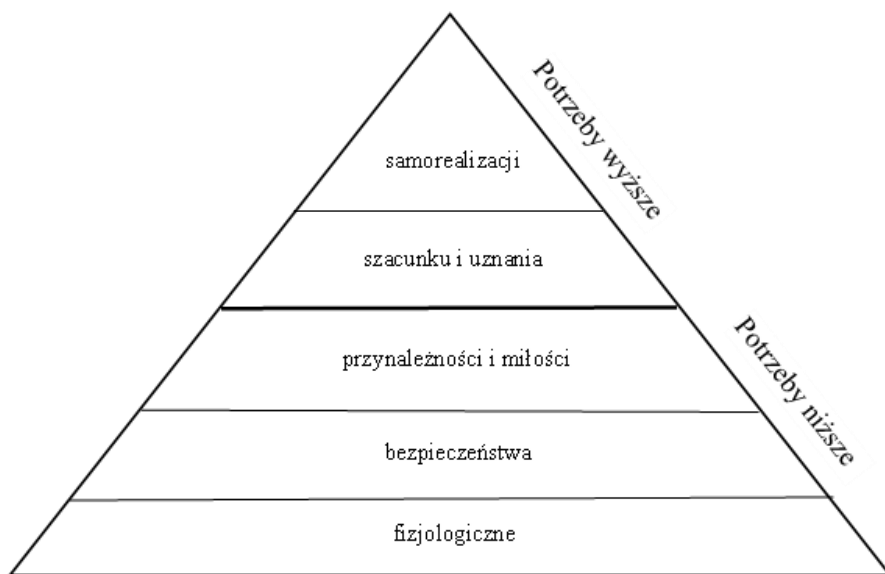 Potrzeby wyższe
samorealizacji
szacunku i uznania
Potrzeby niższe
przynależności i miłości
bezpieczeństwa
fizjologiczne